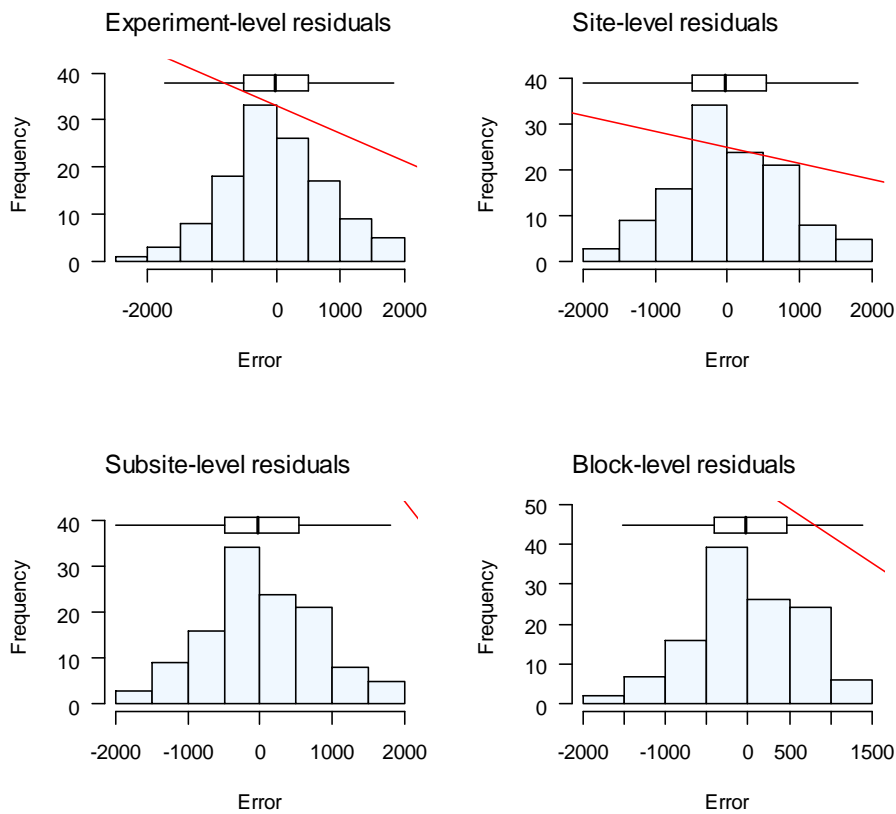 Experiment-level residuals
Frequency
40
30
20
10
0
-2000 0 1000 2000
Error
Site-level residuals
Frequency
50
40
30
20
10
0
-2000 -1000 0 1000 2000
Error
Subsite-level residuals
Frequency
40
30
20
10
0
-2000 -1000 0 1000 2000
Error
Block-level residuals
Frequency
50
40
30
20
10
0
-2000 -1000 0 500 1500
Error